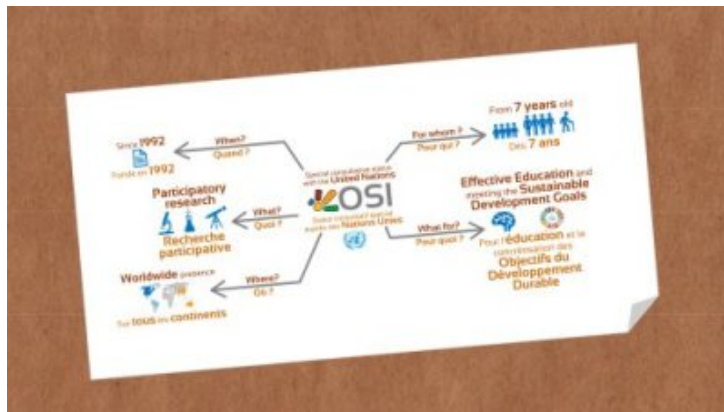 Since 1992
Fondé en 1992
When?
Quand ?
Participatory
research
Recherche
participative
What?
Quoi ?
Worldwide presence
Sur tous les continents
Where?
Où ?
Special consultative status
with the United Nations
OSI
Statut consultatif spécial
auprès des Nations Unies
For whom ?
Pour qui ?
From 7 years old
Dès 7 ans
What for?
Pour quoi ?
Effective Education and
meeting the Sustainable
Development Goals
Pour l'éducation et la
Objectifs du
Développement
Durable